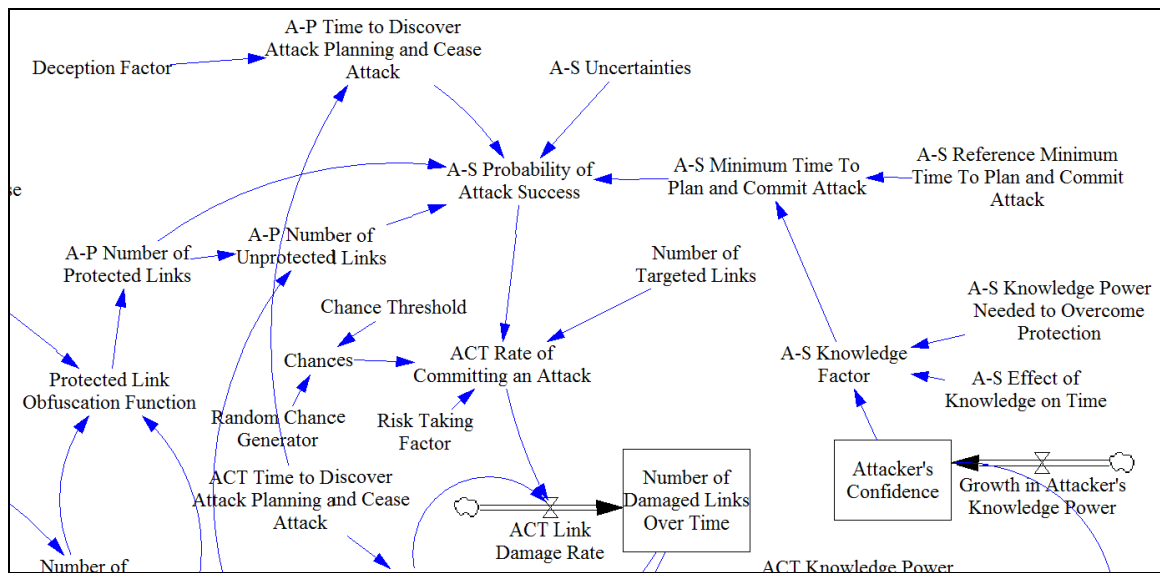 A-P Time to Discover
Attack Planning and Cease
Attack
Deception Factor
A-S Uncertainties
A-S Probability of
Attack Success
A-S Minimum Time To
Plan and Commit Attack
A-S Reference Minimum
Time To Plan and Commit
Attack
se
A-P Number of
Protected Links
A-P Number of
Unprotected Links
Number of
Targeted Links
Chance Threshold
A-S Knowledge Power
Needed to Overcome
Protection
Chances
ACT Rate of
Committing an Attack
A-S Knowledge
Factor
Protected Link
Obfuscation Function
A-S Effect of
Knowledge on Time
Random Chance
Generator
Risk Taking
Factor
ACT Time to Discover
Attack Planning and Cease
Attack
Number of
Damaged Links
Over Time
Attacker's
Confidence
Growth in Attacker's
Knowledge Power
ACT Link
Damage Rate
Number of
ACT Knowledge Power